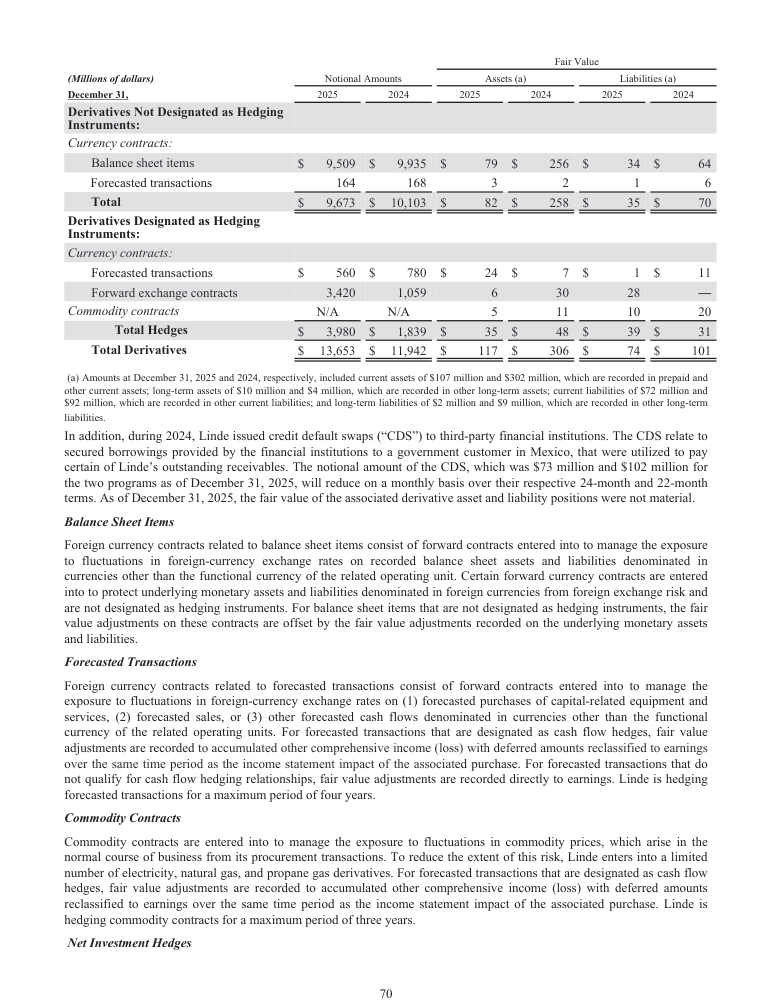 Fair Value
(Millions of dollars) Notional Amounts Assets (a) Liabilities (a)
December 31, 2025 2024 2025 2024 2025 2024
Derivatives Not Designated as Hedging
Instruments:
Currency contracts:
Balance sheet items $ 9,509 $ 9,935 $ 79 $ 256 $ 34 $ 64
Forecasted transactions 164 168 3 2 1 6
Total $ 9,673 $ 10,103 $ 82 $ 258 $ 35 $ 70
Derivatives Designated as Hedging
Instruments:
Currency contracts:
Forecasted transactions $ 560 $ 780 $ 24 $ 7 $ 1 $ 11
Forward exchange contracts 3,420 1,059 6 30 28 —
Commodity contracts N/A N/A 5 11 10 20
Total Hedges $ 3,980 $ 1,839 $ 35 $ 48 $ 39 $ 31
Total Derivatives $ 13,653 $ 11,942 $ 117 $ 306 $ 74 $ 101
(a) Amounts at December 31, 2025 and 2024, respectively, included current assets of $107 million and $302 million, which are recorded in prepaid and
other current assets; long-term assets of $10 million and $4 million, which are recorded in other long-term assets; current liabilities of $72 million and
$92 million, which are recorded in other current liabilities; and long-term liabilities of $2 million and $9 million, which are recorded in other long-term
liabilities.
In addition, during 2024, Linde issued credit default swaps (“CDS”) to third-party financial institutions. The CDS relate to
secured borrowings provided by the financial institutions to a government customer in Mexico, that were utilized to pay
certain of Linde’s outstanding receivables. The notional amount of the CDS, which was $73 million and $102 million for
the two programs as of December 31, 2025, will reduce on a monthly basis over their respective 24-month and 22-month
terms. As of December 31, 2025, the fair value of the associated derivative asset and liability positions were not material.
Balance Sheet Items
Foreign currency contracts related to balance sheet items consist of forward contracts entered into to manage the exposure
to fluctuations in foreign-currency exchange rates on recorded balance sheet assets and liabilities denominated in
currencies other than the functional currency of the related operating unit. Certain forward currency contracts are entered
into to protect underlying monetary assets and liabilities denominated in foreign currencies from foreign exchange risk and
are not designated as hedging instruments. For balance sheet items that are not designated as hedging instruments, the fair
value adjustments on these contracts are offset by the fair value adjustments recorded on the underlying monetary assets
and liabilities.
Forecasted Transactions
Foreign currency contracts related to forecasted transactions consist of forward contracts entered into to manage the
exposure to fluctuations in foreign-currency exchange rates on (1) forecasted purchases of capital-related equipment and
services, (2) forecasted sales, or (3) other forecasted cash flows denominated in currencies other than the functional
currency of the related operating units. For forecasted transactions that are designated as cash flow hedges, fair value
adjustments are recorded to accumulated other comprehensive income (loss) with deferred amounts reclassified to earnings
over the same time period as the income statement impact of the associated purchase. For forecasted transactions that do
not qualify for cash flow hedging relationships, fair value adjustments are recorded directly to earnings. Linde is hedging
forecasted transactions for a maximum period of four years.
Commodity Contracts
Commodity contracts are entered into to manage the exposure to fluctuations in commodity prices, which arise in the
normal course of business from its procurement transactions. To reduce the extent of this risk, Linde enters into a limited
number of electricity, natural gas, and propane gas derivatives. For forecasted transactions that are designated as cash flow
hedges, fair value adjustments are recorded to accumulated other comprehensive income (loss) with deferred amounts
reclassified to earnings over the same time period as the income statement impact of the associated purchase. Linde is
hedging commodity contracts for a maximum period of three years.
Net Investment Hedges
70